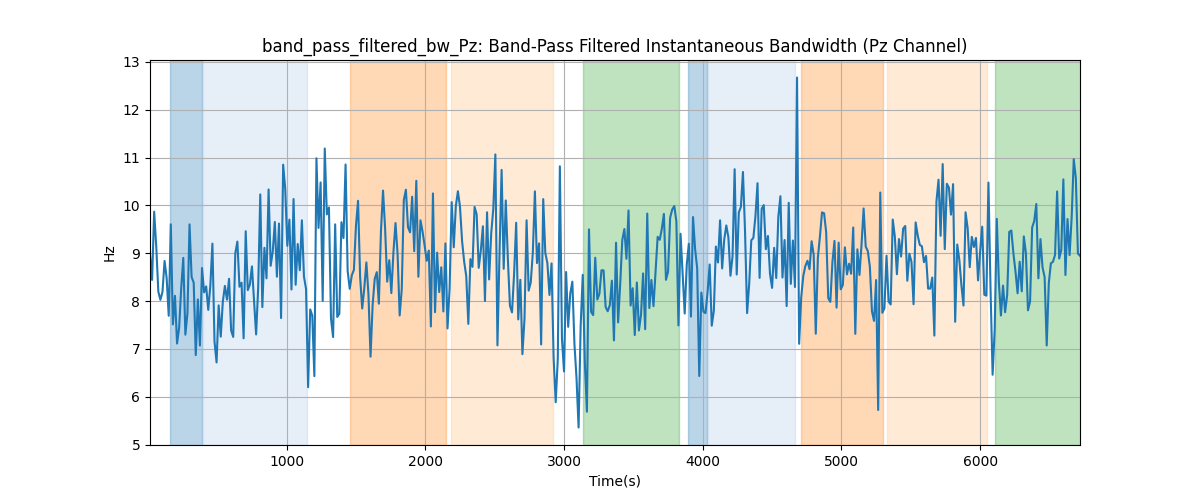 band_pass_filtered_bw_Pz: Band-Pass Filtered Instantaneous Bandwidth (Pz Channel)
13
12
11
10
9
8
7
6
5
Hz
1000 2000 3000 4000 5000 6000
Time(s)